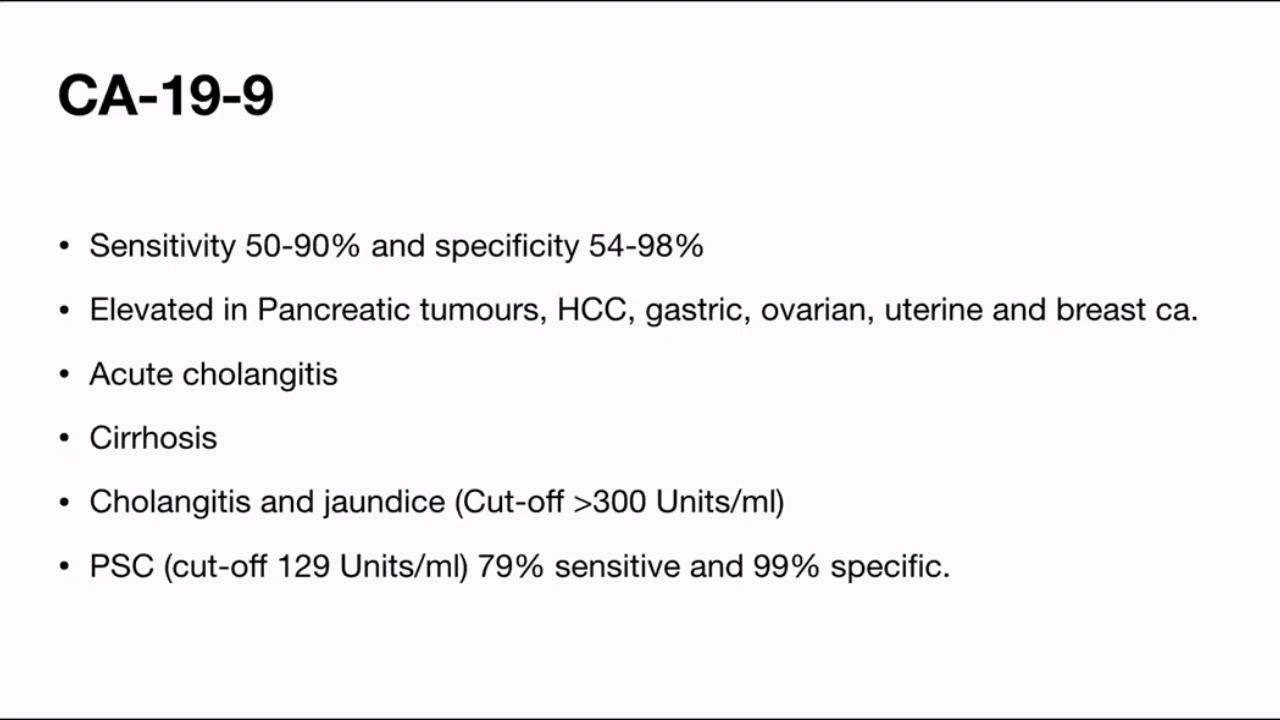 CA-19-9
• Sensitivity 50-90% and specificity 54-98%
• Elevated in Pancreatic tumours, HCC, gastric, ovarian, uterine and breast ca.
• Acute cholangitis
• Cirrhosis
• Cholangitis and jaundice (Cut-off >300 Units/ml)
• PSC (cut-off 129 Units/ml) 79% sensitive and 99% specific.